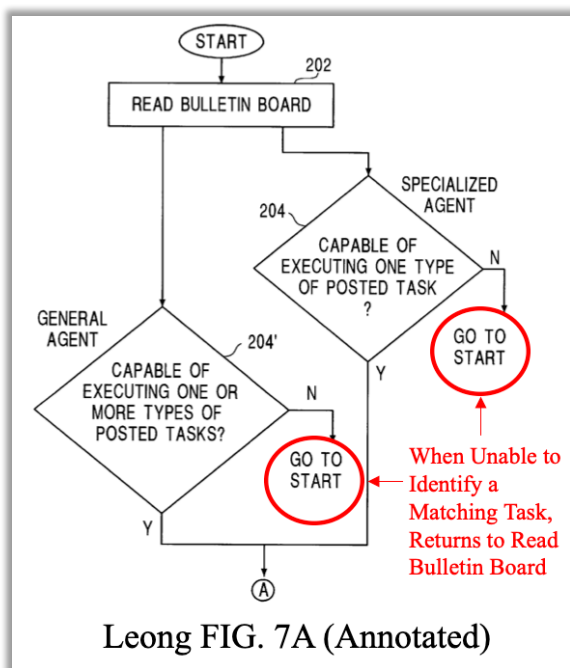 START
202
READ BULLETIN BOARD
SPECIALIZED
AGENT
204
CAPABLE OF
EXECUTING ONE TYPE
OF POSTED TASK
?
N
GO TO
START
Y
GENERAL
AGENT
204'
CAPABLE OF
EXECUTING ONE OR
MORE TYPES OF
POSTED TASKS?
N
GO TO
START
Y
When Unable to
Identify a
Matching Task,
Returns to Read
Bulletin Board
A
Leong FIG. 7A (Annotated)